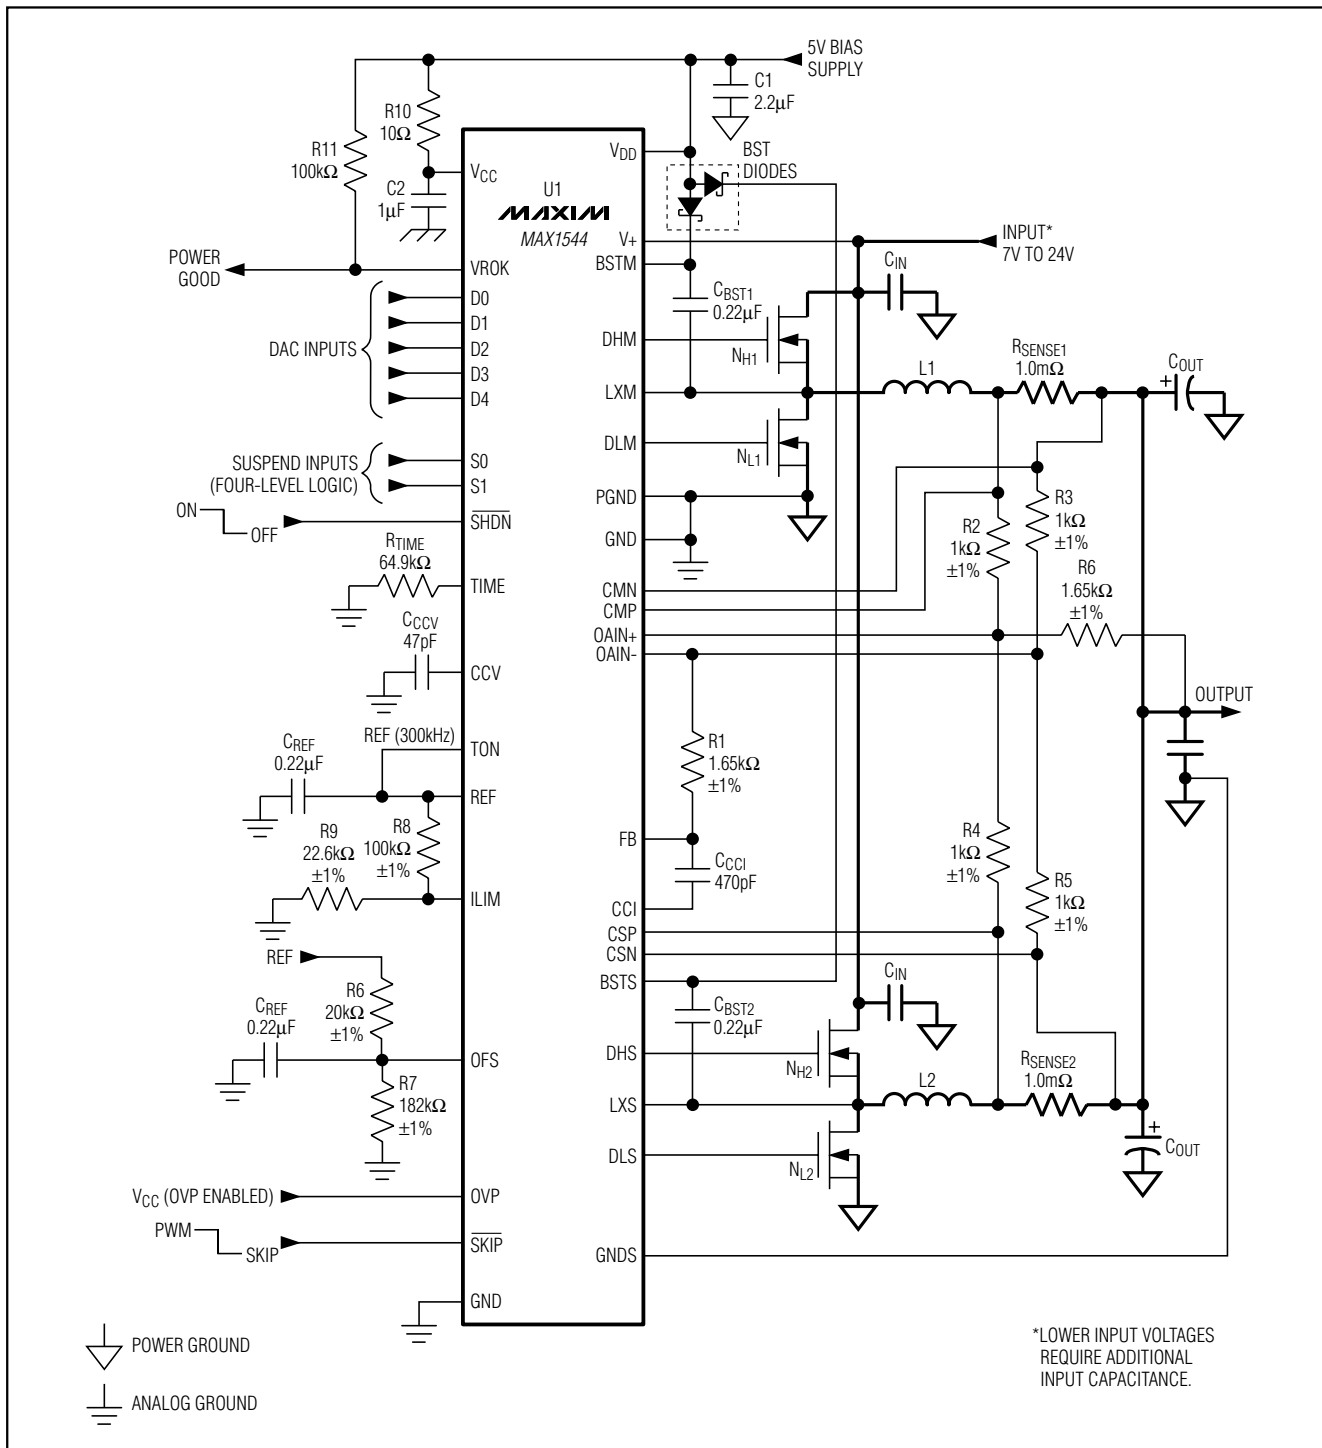 5V BIAS
SUPPLY
C1
2.2µF
R10
10Ω
R11
100kΩ
C2
1µF
VCC
VDD
BST
DIODES
U1
MAXIM
MAX1544
POWER
GOOD
VROK
V+
INPUT*
7V TO 24V
BSTM
CIN
CBST1
0.22µF
DAC INPUTS
D0
D1
D2
D3
D4
DHM
NH1
LXM
L1
RSENSE1
1.0mΩ
+
COUT
DLM
NL1
SUSPEND INPUTS
(FOUR-LEVEL LOGIC)
S0
S1
ON
OFF
SHDN
PGND
GND
R2
1kΩ
±1%
R3
1kΩ
±1%
R6
1.65kΩ
±1%
RTIME
64.9kΩ
TIME
CMN
CMP
OAIN+
OAIN-
CCCV
47pF
CCV
OUTPUT
REF (300kHz)
TON
CREF
0.22µF
REF
R1
1.65kΩ
±1%
R9
22.6kΩ
±1%
R8
100kΩ
±1%
ILIM
FB
CCCI
470pF
CCI
R4
1kΩ
±1%
R5
1kΩ
±1%
CSP
CSN
REF
BSTS
R6
20kΩ
±1%
CREF
0.22µF
OFS
CBST2
0.22µF
CIN
DHS
NH2
R7
182kΩ
±1%
LXS
L2
RSENSE2
1.0mΩ
DLS
NL2
+
COUT
VCC (OVP ENABLED)
OVP
PWM
SKIP
SKIP
GNDS
GND
POWER GROUND
ANALOG GROUND
*LOWER INPUT VOLTAGES
REQUIRE ADDITIONAL
INPUT CAPACITANCE.